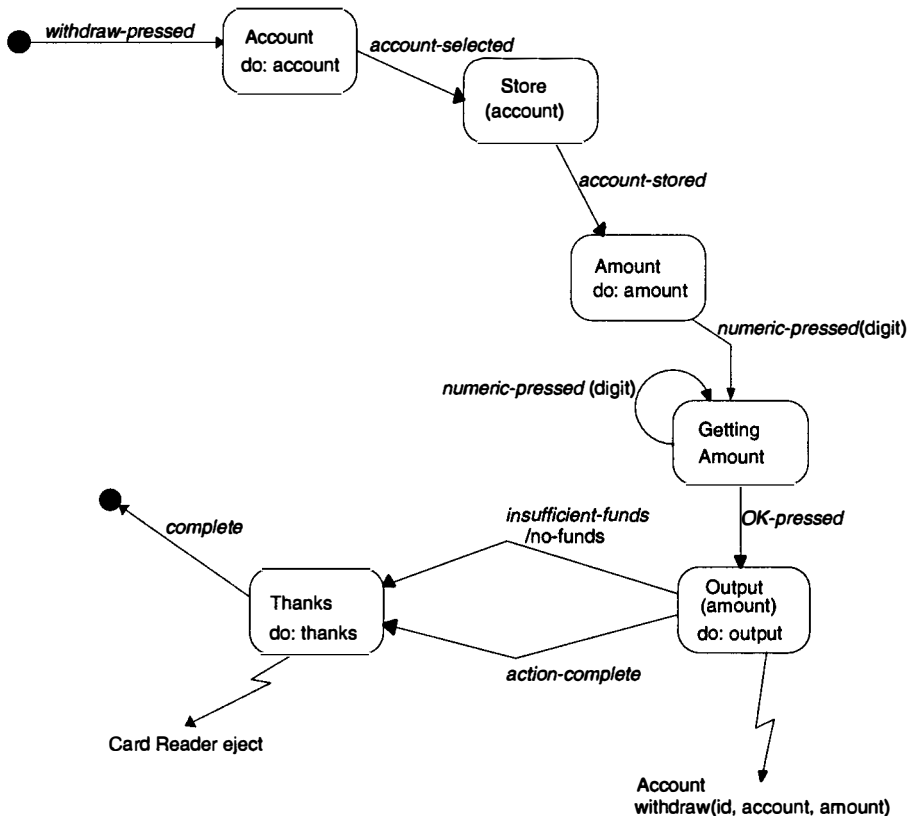 withdraw-pressed
Account
do: account
account-selected
Store
(account)
account-stored
Amount
do: amount
numeric-pressed(digit)
numeric-pressed (digit)
Getting
Amount
OK-pressed
insufficient-funds
/no-funds
complete
Output
(amount)
do: output
Thanks
do: thanks
action-complete
Card Reader eject
Account
withdraw(id, account, amount)